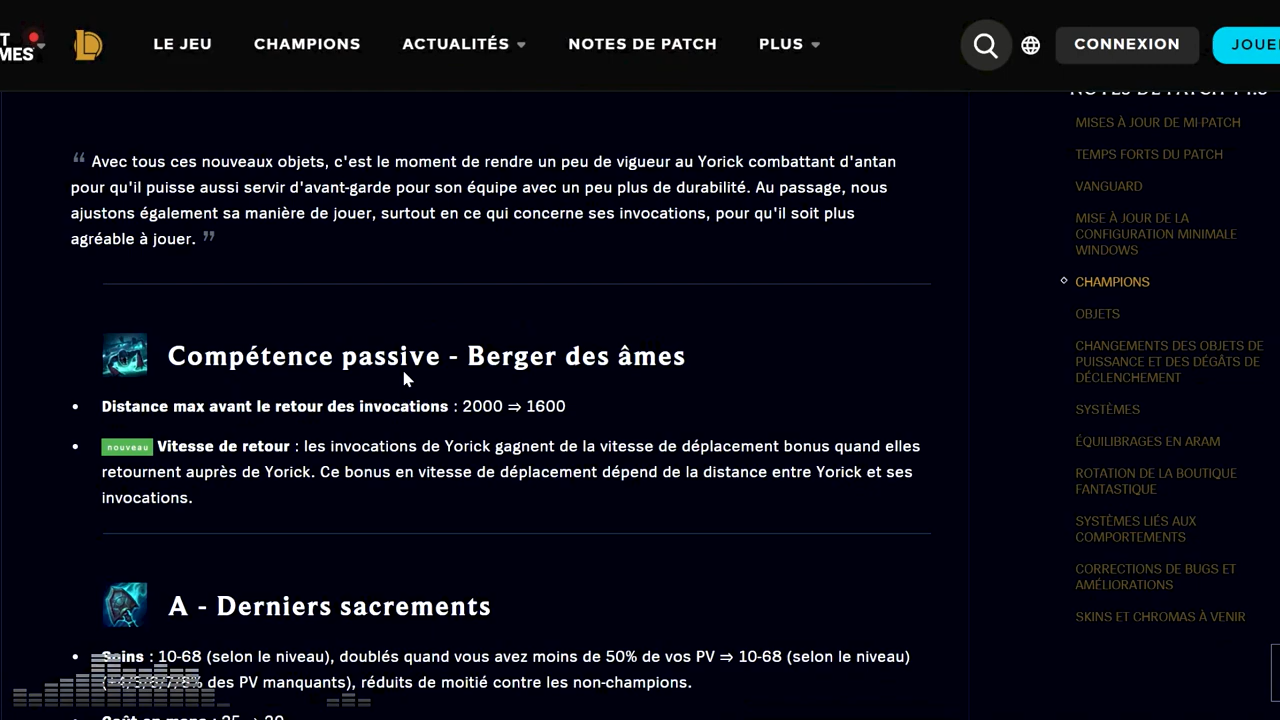 MES
LE JEU
CHAMPIONS
ACTUALITÉS
NOTES DE PATCH
PLUS
CONNEXION
“ Avec tous ces nouveaux objets, c'est le moment de rendre un peu de vigueur au Yorick combattant d'antan
pour qu'il puisse aussi servir d'avant-garde pour son équipe avec un peu plus de durabilité. Au passage, nous
ajustons également sa manière de jouer, surtout en ce qui concerne ses invocations, pour qu'il soit plus
agréable à jouer. ”
Compétence passive - Berger des âmes
• Distance max avant le retour des invocations : 2000 ⇒ 1600
• nouveau Vitesse de retour : les invocations de Yorick gagnent de la vitesse de déplacement bonus quand elles
retournent auprès de Yorick. Ce bonus en vitesse de déplacement dépend de la distance entre Yorick et ses
invocations.
A - Derniers sacrements
• Soins : 10-68 (selon le niveau), doublés quand vous avez moins de 50% de vos PV ⇒ 10-68 (selon le niveau)
des PV manquants), réduits de moitié contre les non-champions.
NOTES DE PATCH
MISES À JOUR DE MI-PATCH
TEMPS FORTS DU PATCH
VANGUARD
MISE À JOUR DE LA
CONFIGURATION MINIMALE
WINDOWS
CHAMPIONS
OBJETS
CHANGEMENTS DES OBJETS DE
PUISSANCE ET DES DÉGÂTS DE
DÉCLENCHEMENT
SYSTÈMES
ÉQUILIBRAGES EN ARAM
ROTATION DE LA BOUTIQUE
FANTASTIQUE
SYSTÈMES LIÉS AUX
COMPORTEMENTS
CORRECTIONS DE BUGS ET
AMÉLIORATIONS
SKINS ET CHROMAS À VENIR